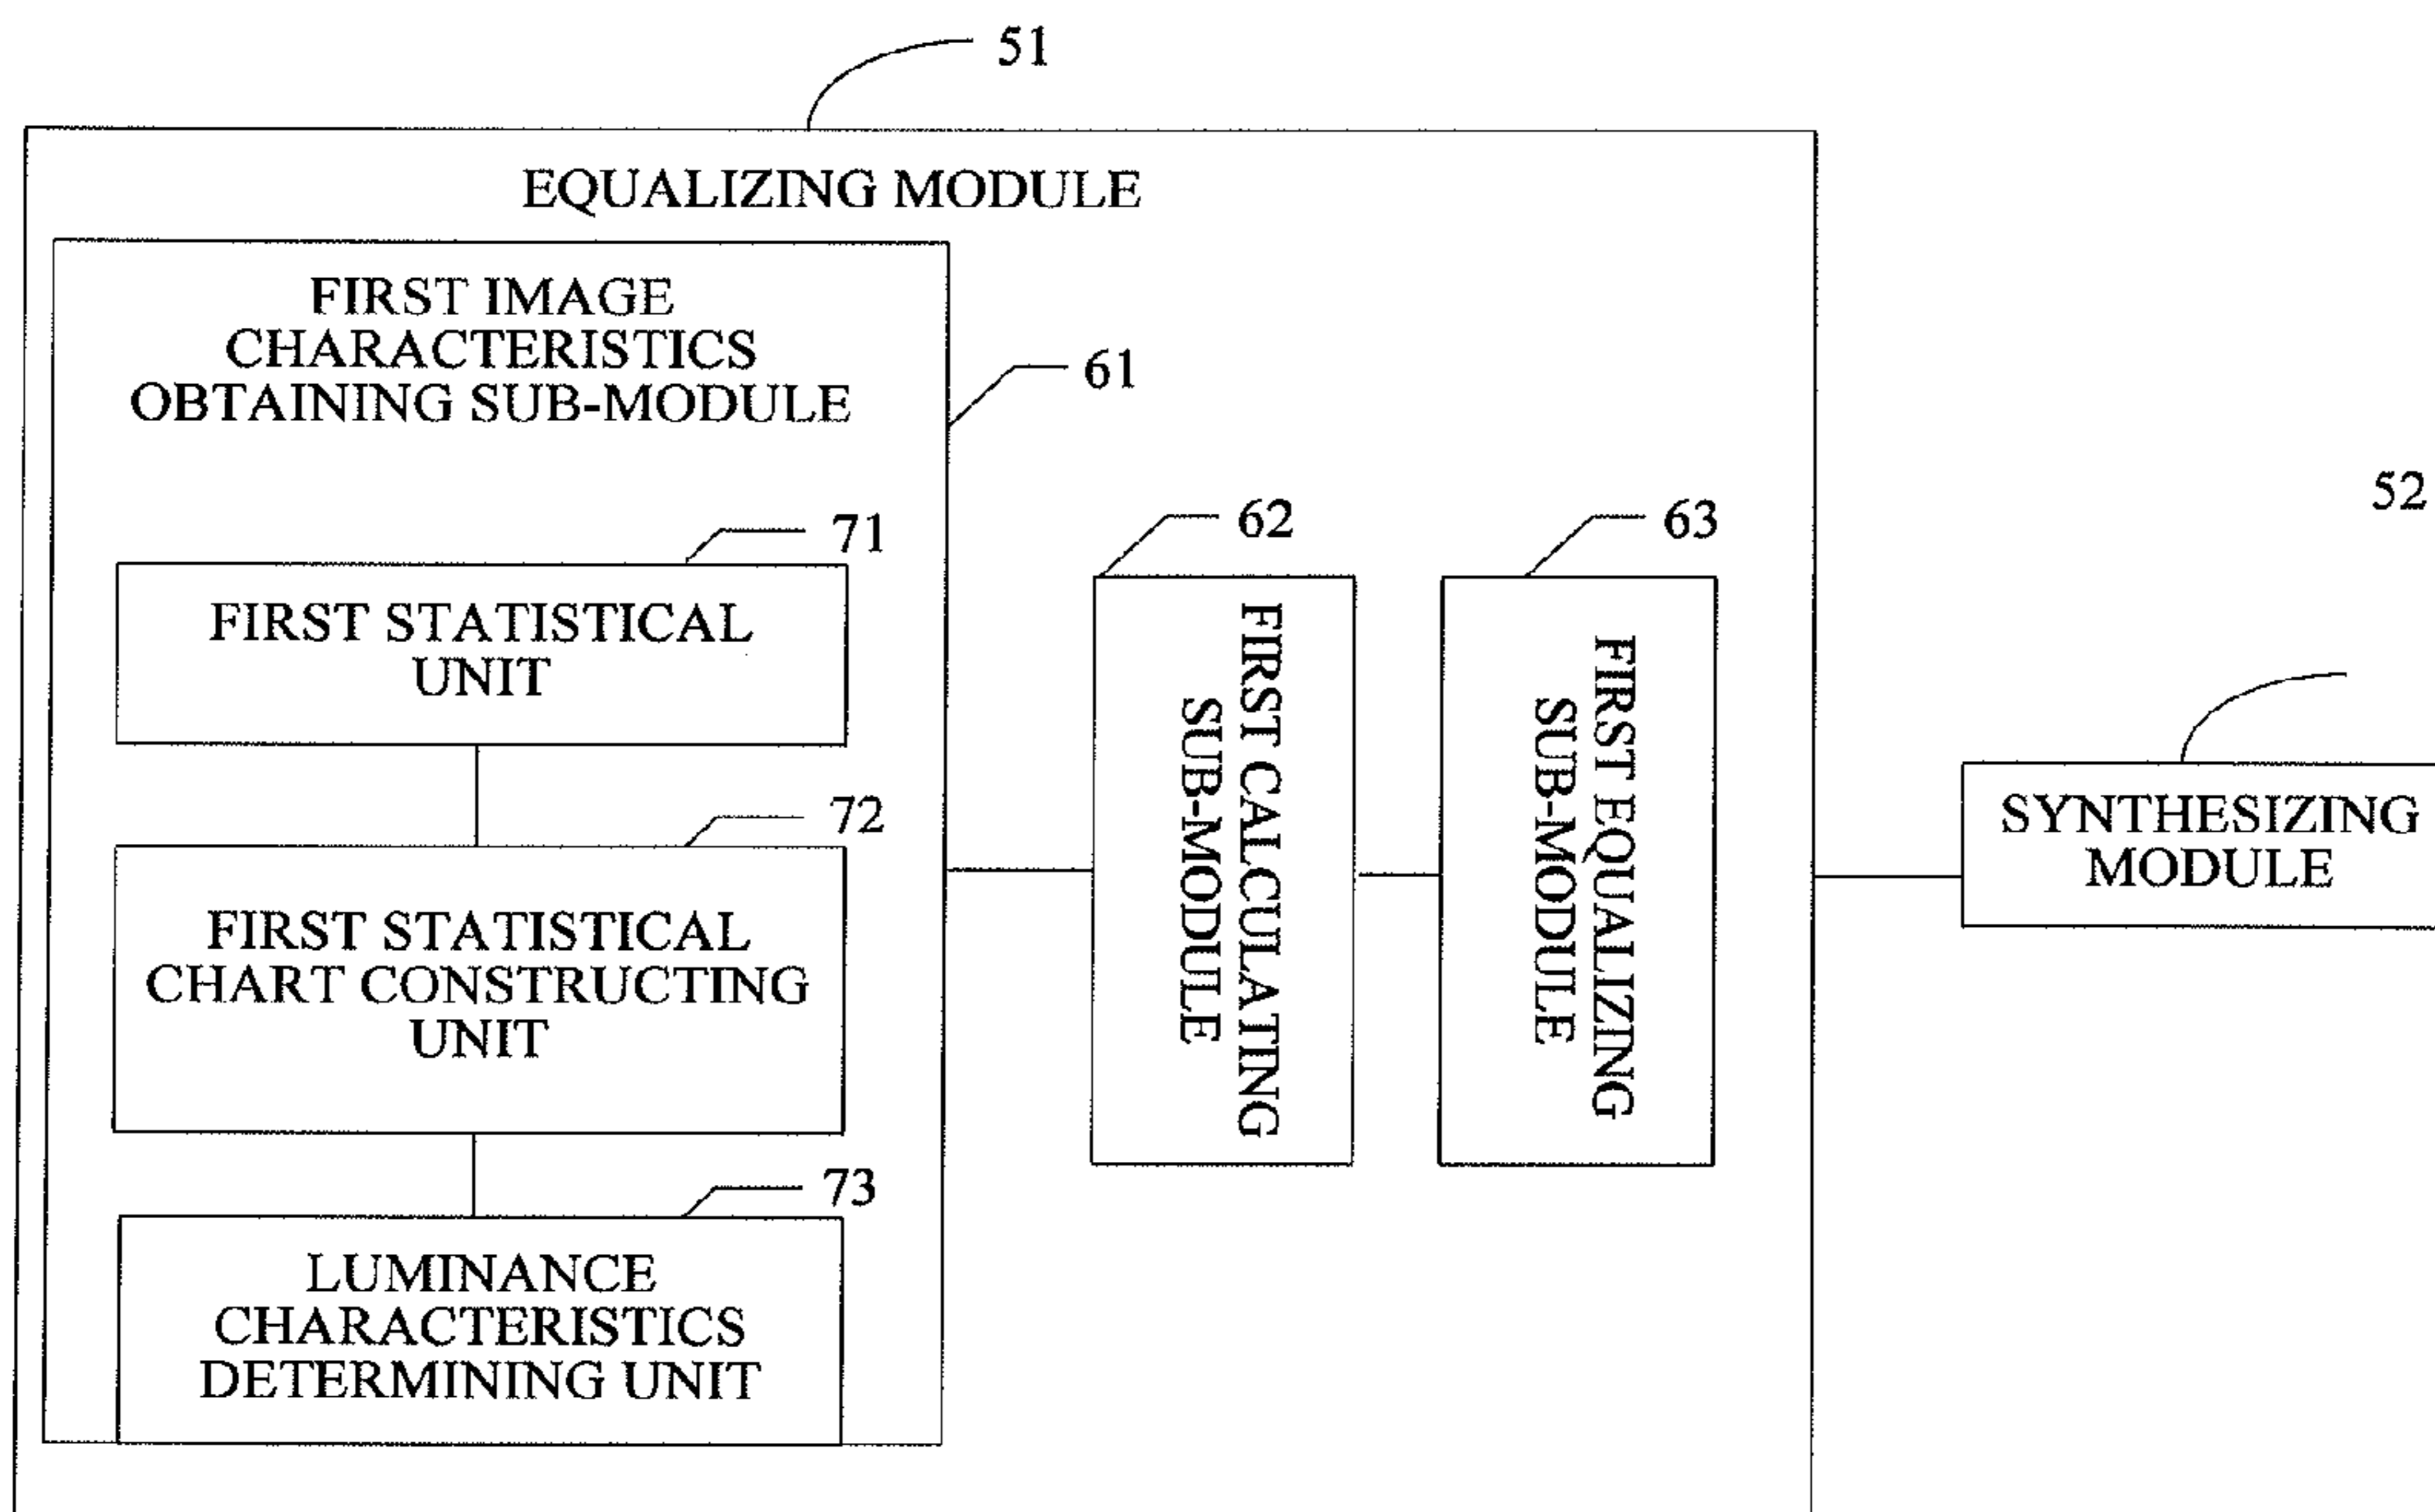 51
EQUALIZING MODULE
FIRST IMAGE
CHARACTERISTICS
OBTAINING SUB-MODULE
61
71
FIRST STATISTICAL
UNIT
72
FIRST STATISTICAL
CHART CONSTRUCTING
UNIT
73
LUMINANCE
CHARACTERISTICS
DETERMINING UNIT
62
FIRST CALCULATING
SUB-MODULE
63
FIRST EQUALIZING
SUB-MODULE
52
SYNTHESIZING
MODULE